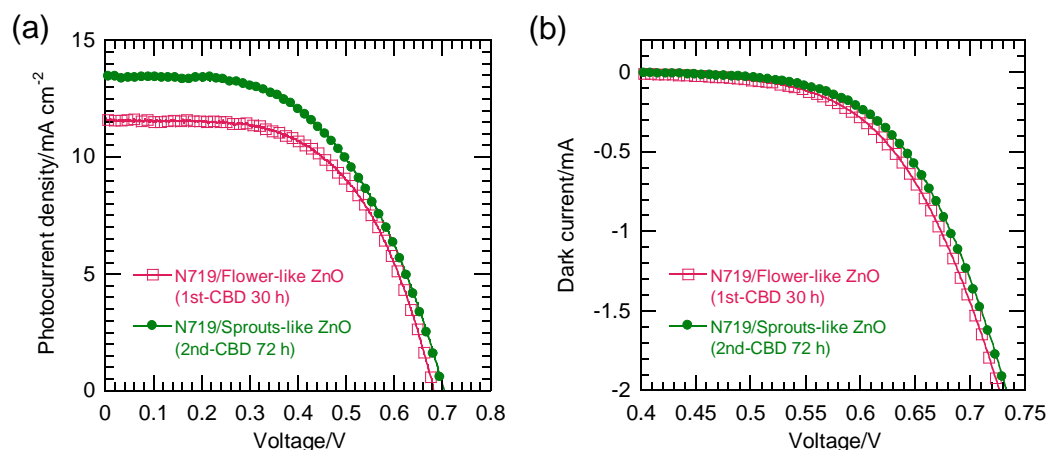 (a)
Photocurrent density/mA cm-2
15
10
5
0
N719/Flower-like ZnO
(1st-CBD 30 h)
N719/Sprouts-like ZnO
(2nd-CBD 72 h)
0 0.1 0.2 0.3 0.4 0.5 0.6 0.7 0.8
Voltage/V
(b)
Dark current/mA
0
-0.5
-1
-1.5
-2
N719/Flower-like ZnO
(1st-CBD 30 h)
N719/Sprouts-like ZnO
(2nd-CBD 72 h)
0.4 0.45 0.5 0.55 0.6 0.65 0.7 0.75
Voltage/V